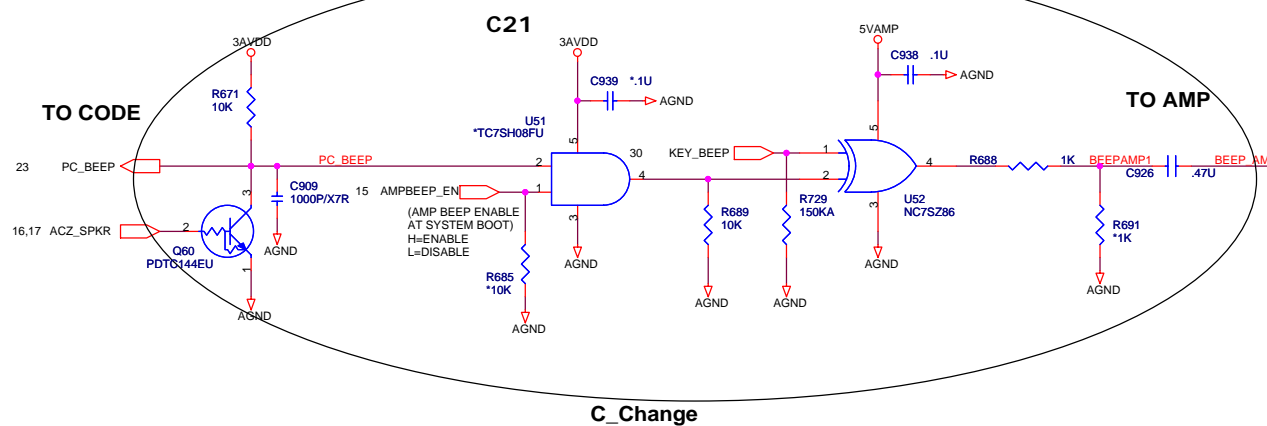 C21
3AVDD
3AVDD
5VAMP
C938 .1U
AGND
C939 *.1U
AGND
R671
10K
TO CODE
TO AMP
U51
*TC7SH08FU
5
5
23 PC_BEEP
PC_BEEP
2
30
4
KEY_BEEP
1
2
4
R688 1K
BEEPAMP1
C926 .47U
BEEP_AM
C909
1000P/X7R
15 AMPBEEP_EN
1
3
(AMP BEEP ENABLE
AT SYSTEM BOOT)
H=ENABLE
L=DISABLE
3
R689
10K
R729
150KA
3
U52
NC7SZ86
R691
*1K
16,17 ACZ_SPKR
2
Q60
PDTC144EU
1
AGND
AGND
AGND
AGND
R685
*10K
AGND
AGND
AGND
AGND
AGND
C_Change